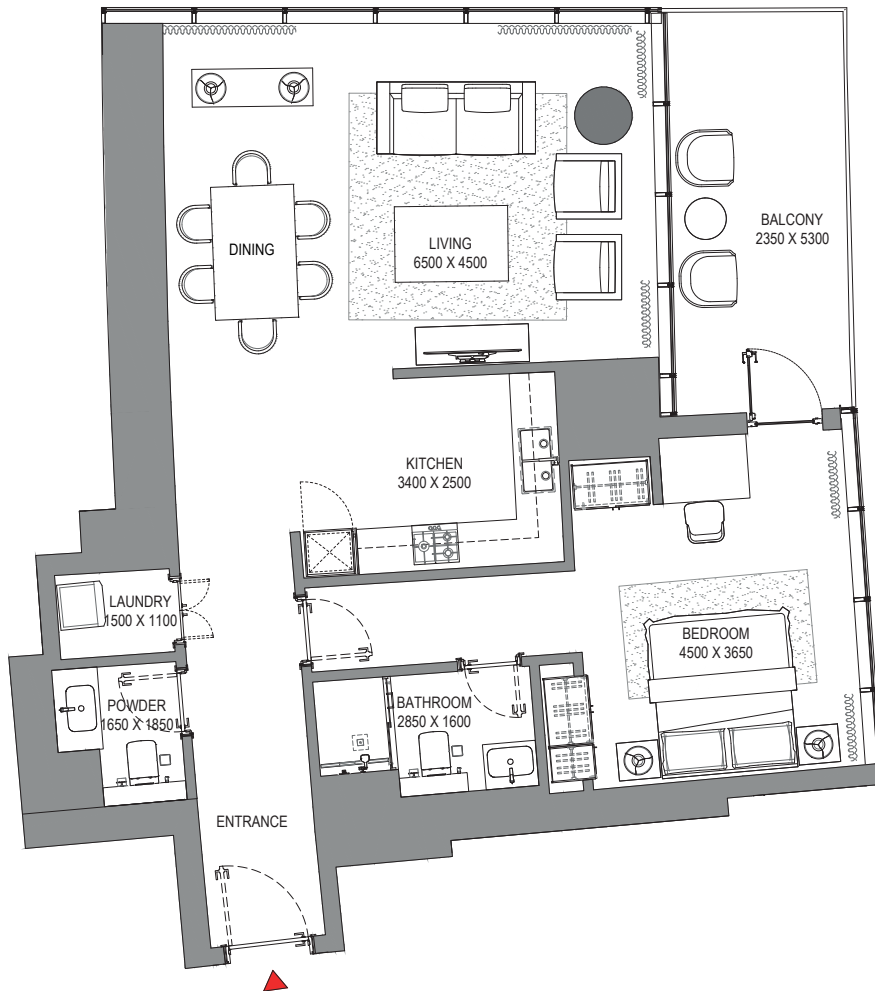 BALCONY
2350 X 5300
DINING
LIVING
6500 X 4500
KITCHEN
3400 X 2500
LAUNDRY
1500 X 1100
BEDROOM
4500 X 3650
POWDER
1650 X 1850
BATHROOM
2850 X 1600
ENTRANCE